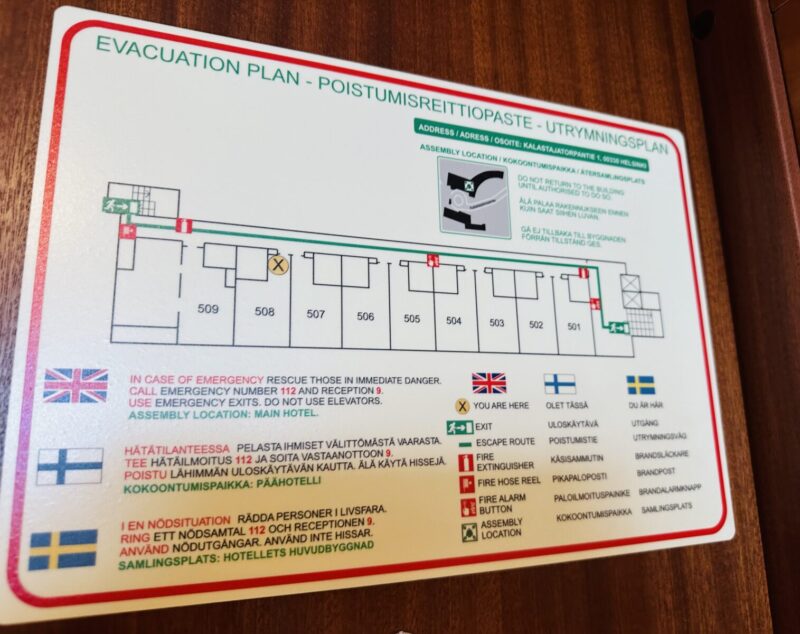 EVACUATION PLAN - POISTUMISREITTIOPASTE - UTRYMNINGSPLAN
ADDRESS / ADRESS / OSOITE: KALASTAJATORPANTIE 1, 00330 HELSINKI
ASSEMBLY LOCATION / KOKOONTUMISPAIKKA / ÅTERSAMLINGSPLATS
DO NOT RETURN TO THE BUILDING
UNTIL AUTHORISED TO DO SO.
ÄLÄ PALAA RAKENNUKSEEN ENNEN
KUIN SAAT SIIHEN LUVAN.
GÅ EJ TILLBAKA TILL BYGGNADEN
FÖRRÄN TILLSTÅND GES.
X
509 508 507 506 505 504 503 502 501
IN CASE OF EMERGENCY RESCUE THOSE IN IMMEDIATE DANGER.
CALL EMERGENCY NUMBER 112 AND RECEPTION 9.
USE EMERGENCY EXITS. DO NOT USE ELEVATORS.
ASSEMBLY LOCATION: MAIN HOTEL.
HÄTÄTILANTEESSA PELASTA IHMISET VÄLITTÖMÄSTÄ VAARASTA.
TEE HÄTÄILMOITUS 112 JA SOITA VASTAANOTTOON 9.
POISTU LÄHIMMÄN ULOSKÄYTÄVÄN KAUTTA. ÄLÄ KÄYTÄ HISSEJÄ.
KOKOONTUMISPAIKKA: PÄÄHOTELLI
I EN NÖDSITUATION RÄDDA PERSONER I LIVSFARA.
RING ETT NÖDSAMTAL 112 OCH RECEPTIONEN 9.
ANVÄND NÖDUTGÅNGAR. ANVÄND INTE HISSAR.
SAMLINGSPLATS: HOTELLETS HUVUDBYGGNAD
X YOU ARE HERE OLET TÄSSÄ DU ÄR HÄR
EXIT ULOSKÄYTÄVÄ UTGÅNG
ESCAPE ROUTE POISTUMISTIE UTRYMNINGSVÄG
FIRE
EXTINGUISHER KÄSISAMMUTIN BRANDSLÄCKARE
FIRE HOSE REEL PIKAPALOPOSTI BRANDPOST
FIRE ALARM
BUTTON PALOILMOITUSPAINIKE BRANDALARMKNAPP
ASSEMBLY
LOCATION KOKOONTUMISPAIKKA SAMLINGSPLATS